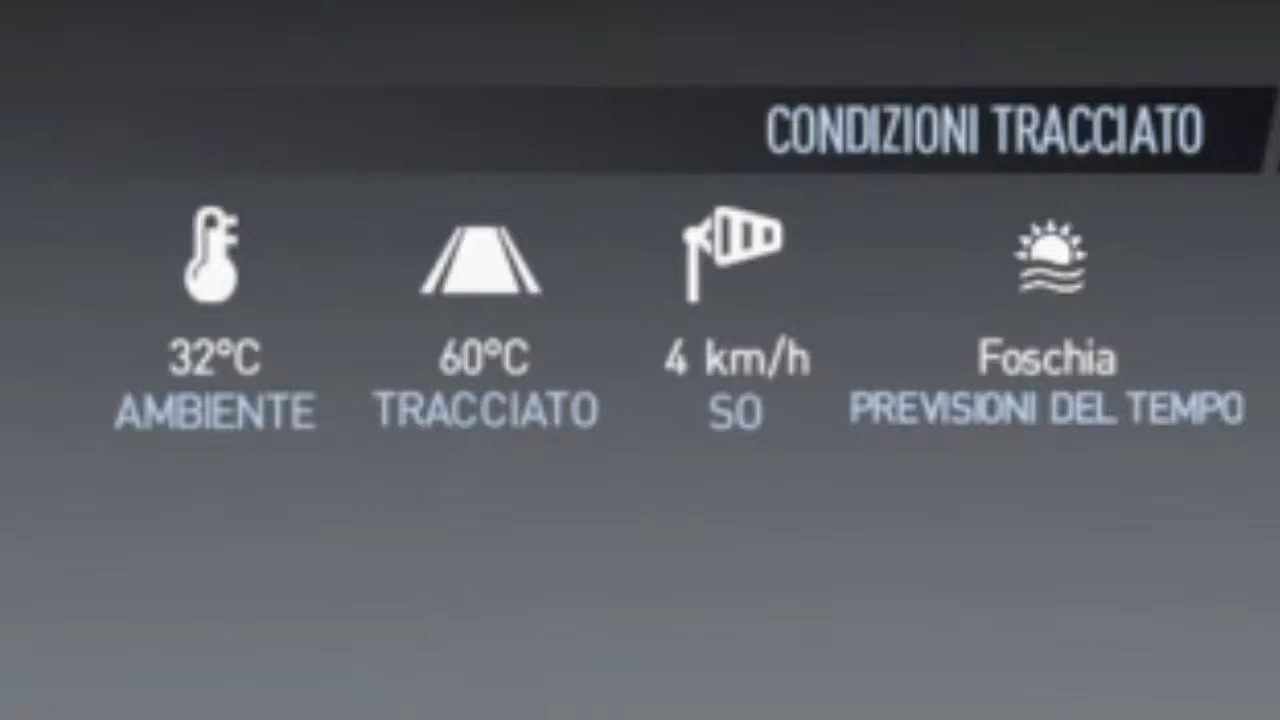 CONDIZIONI TRACCIATO
32°C 60°C 4 km/h Foschia
AMBIENTE TRACCIATO SO PREVISIONI DEL TEMPO